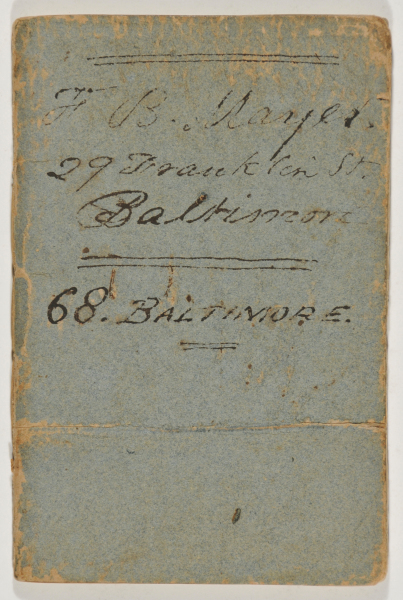 F. B. Mayer.
29 Franklin St.
Baltimore
68. BALTIMORE.